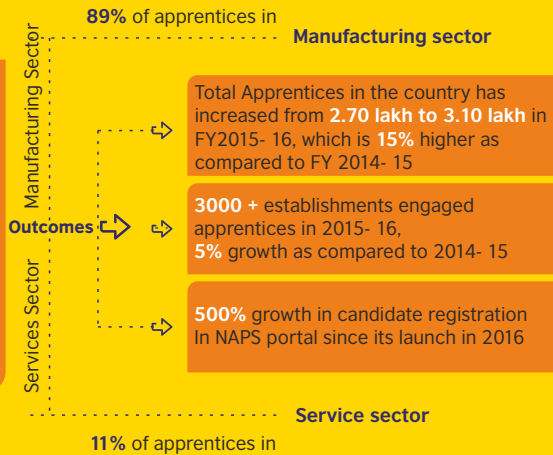 89% of apprentices in
Manufacturing sector
Manufacturing Sector
Total Apprentices in the country has
increased from 2.70 lakh to 3.10 lakh in
FY2015- 16, which is 15% higher as
compared to FY 2014- 15
Outcomes
3000 + establishments engaged
apprentices in 2015- 16,
5% growth as compared to 2014- 15
Services Sector
500% growth in candidate registration
In NAPS portal since its launch in 2016
Service sector
11% of apprentices in